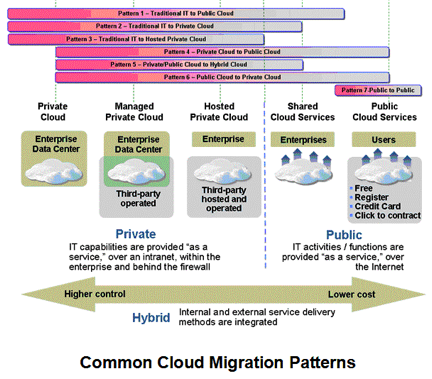 Pattern 1 – Traditional IT to Public Cloud
Pattern 2 – Traditional IT to Private Cloud
Pattern 3 – Traditional IT to Hosted Private Cloud
Pattern 4 – Private Cloud to Public Cloud
Pattern 5 – Private/Public Cloud to Hybrid Cloud
Pattern 6 – Public Cloud to Private Cloud
Pattern 7-Public to Public
Private
Cloud
Managed
Private Cloud
Hosted
Private Cloud
Shared
Cloud Services
Public
Cloud Services
Enterprise
Data Center
Enterprise
Data Center
Third-party
operated
Enterprise
Third-party
hosted and
operated
Enterprises
Users
• Free
• Register
• Credit Card
• Click to contract
Private
IT capabilities are provided “as a
service,” over an intranet, within the
enterprise and behind the firewall
Public
IT activities / functions are
provided “as a service,” over
the Internet
Higher control
Lower cost
Hybrid
Internal and external service delivery
methods are integrated
Common Cloud Migration Patterns